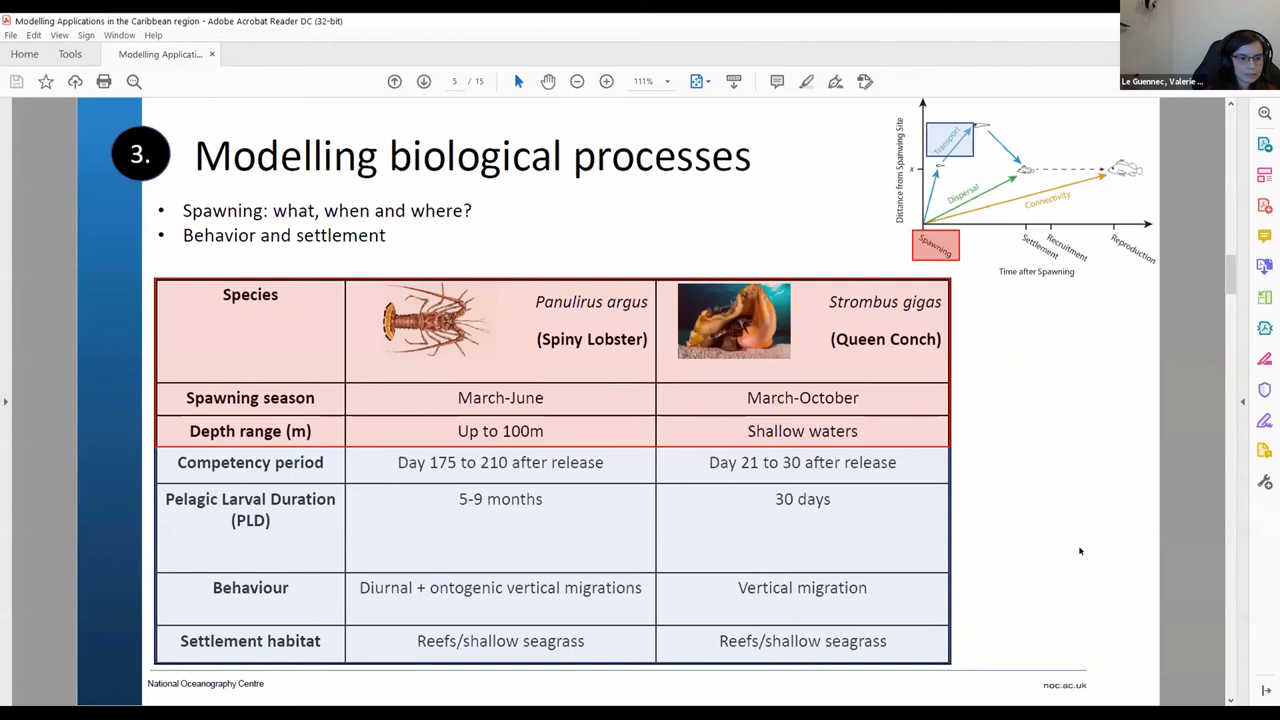 Modelling Applications in the Caribbean region - Adobe Acrobat Reader DC (32-bit)
File Edit View Sign Window Help
Home Tools Modelling Applicati... ×
5 / 15 111%
Le Guennec, Valerie ...
3. Modelling biological processes
• Spawning: what, when and where?
• Behavior and settlement
Distance from Spanwing Site
x
Transport
Dispersal
Connectivity
Spawning
Settlement
Recruitment
Reproduction
Time after Spawning
Species Panulirus argus Strombus gigas
(Spiny Lobster) (Queen Conch)
Spawning season March-June March-October
Depth range (m) Up to 100m Shallow waters
Competency period Day 175 to 210 after release Day 21 to 30 after release
Pelagic Larval Duration 5-9 months 30 days
(PLD)
Behaviour Diurnal + ontogenic vertical migrations Vertical migration
Settlement habitat Reefs/shallow seagrass Reefs/shallow seagrass
National Oceanography Centre noc.ac.uk